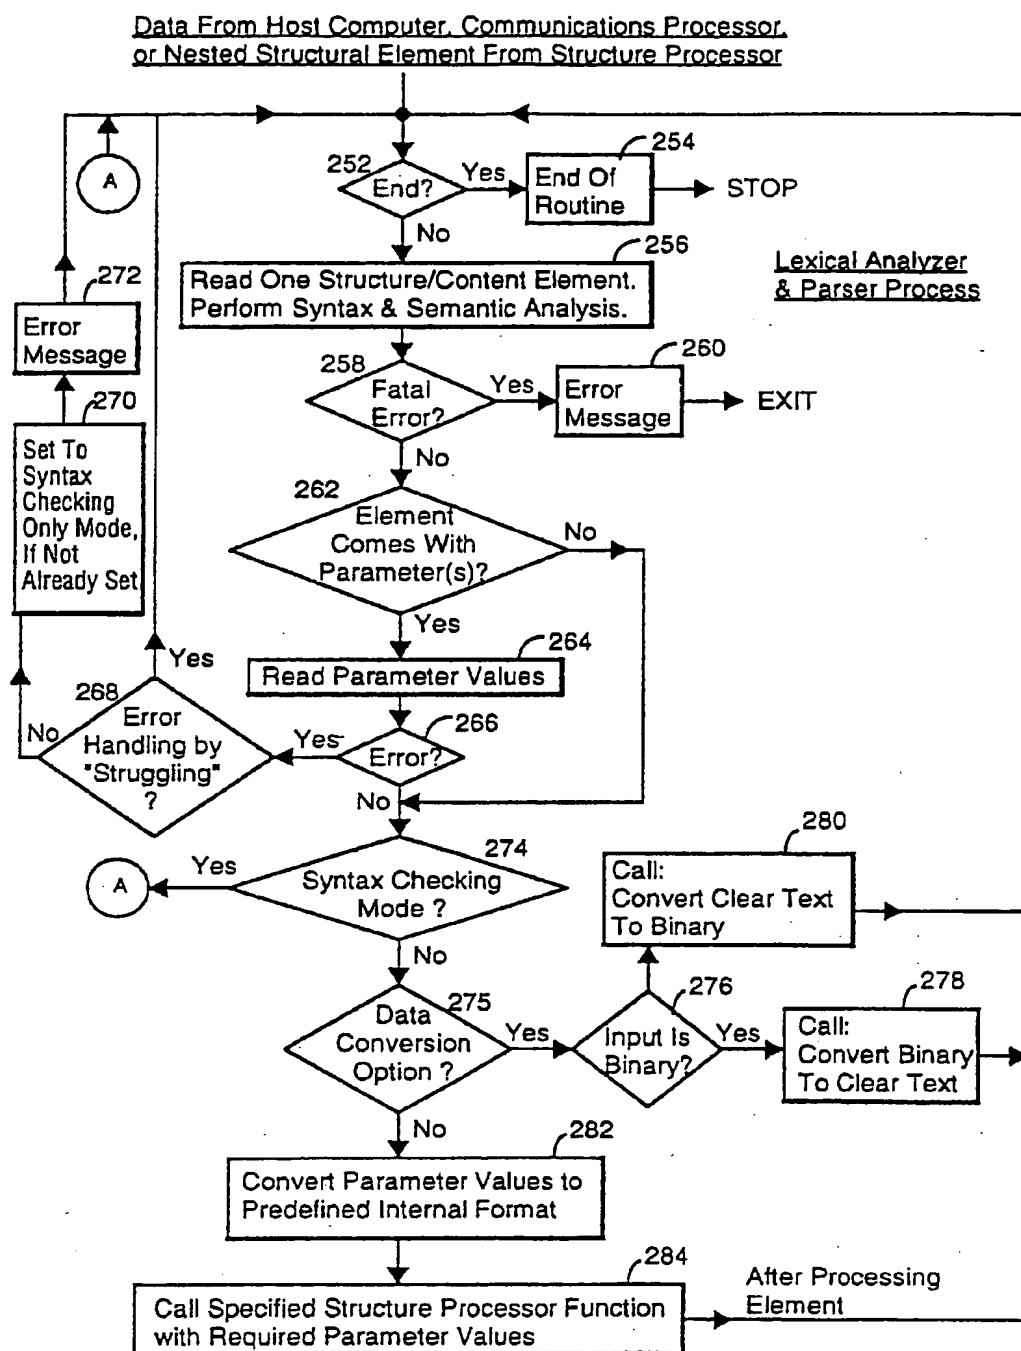 Data From Host Computer, Communications Processor,
or Nested Structural Element From Structure Processor
A
252
End?
Yes
254
End Of
Routine
STOP
No
256
Read One Structure/Content Element.
Perform Syntax & Semantic Analysis.
Lexical Analyzer
& Parser Process
272
Error
Message
258
Fatal
Error?
Yes
260
Error
Message
EXIT
No
270
Set To
Syntax
Checking
Only Mode,
If Not
Already Set
262
Element
Comes With
Parameter(s)?
No
Yes
264
Read Parameter Values
Yes
268
Error
Handling by
"Struggling"
?
No
Yes
266
Error?
No
274
Syntax Checking
Mode ?
Yes
A
No
280
Call:
Convert Clear Text
To Binary
275
Data
Conversion
Option ?
Yes
276
Input Is
Binary?
Yes
278
Call:
Convert Binary
To Clear Text
No
282
Convert Parameter Values to
Predefined Internal Format
284
Call Specified Structure Processor Function
with Required Parameter Values
After Processing
Element